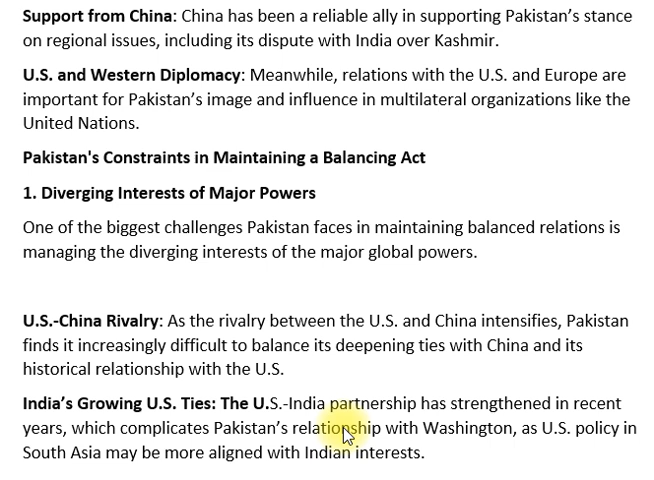 Support from China: China has been a reliable ally in supporting Pakistan’s stance
on regional issues, including its dispute with India over Kashmir.
U.S. and Western Diplomacy: Meanwhile, relations with the U.S. and Europe are
important for Pakistan’s image and influence in multilateral organizations like the
United Nations.
Pakistan's Constraints in Maintaining a Balancing Act
1. Diverging Interests of Major Powers
One of the biggest challenges Pakistan faces in maintaining balanced relations is
managing the diverging interests of the major global powers.
U.S.-China Rivalry: As the rivalry between the U.S. and China intensifies, Pakistan
finds it increasingly difficult to balance its deepening ties with China and its
historical relationship with the U.S.
India’s Growing U.S. Ties: The U.S.-India partnership has strengthened in recent
years, which complicates Pakistan’s relationship with Washington, as U.S. policy in
South Asia may be more aligned with Indian interests.